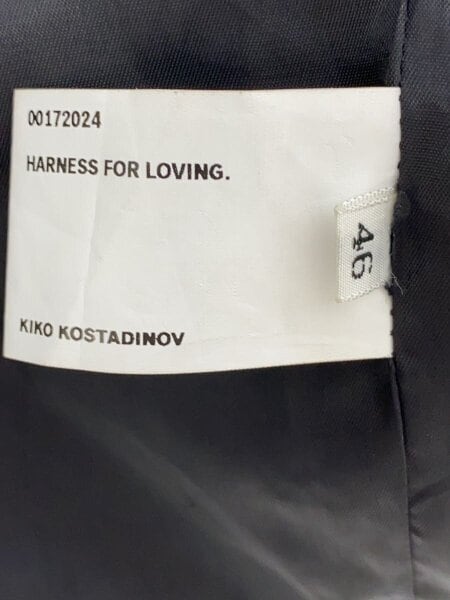 00172024
HARNESS FOR LOVING.
46
KIKO KOSTADINOV